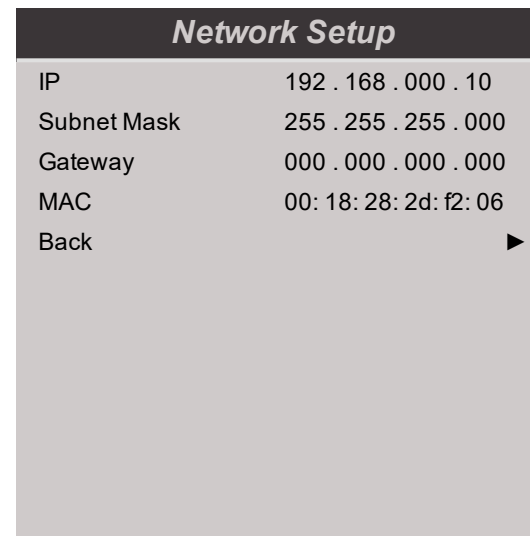 Network Setup
IP 192 . 168 . 000 . 10
Subnet Mask 255 . 255 . 255 . 000
Gateway 000 . 000 . 000 . 000
MAC 00: 18: 28: 2d: f2: 06
Back ►